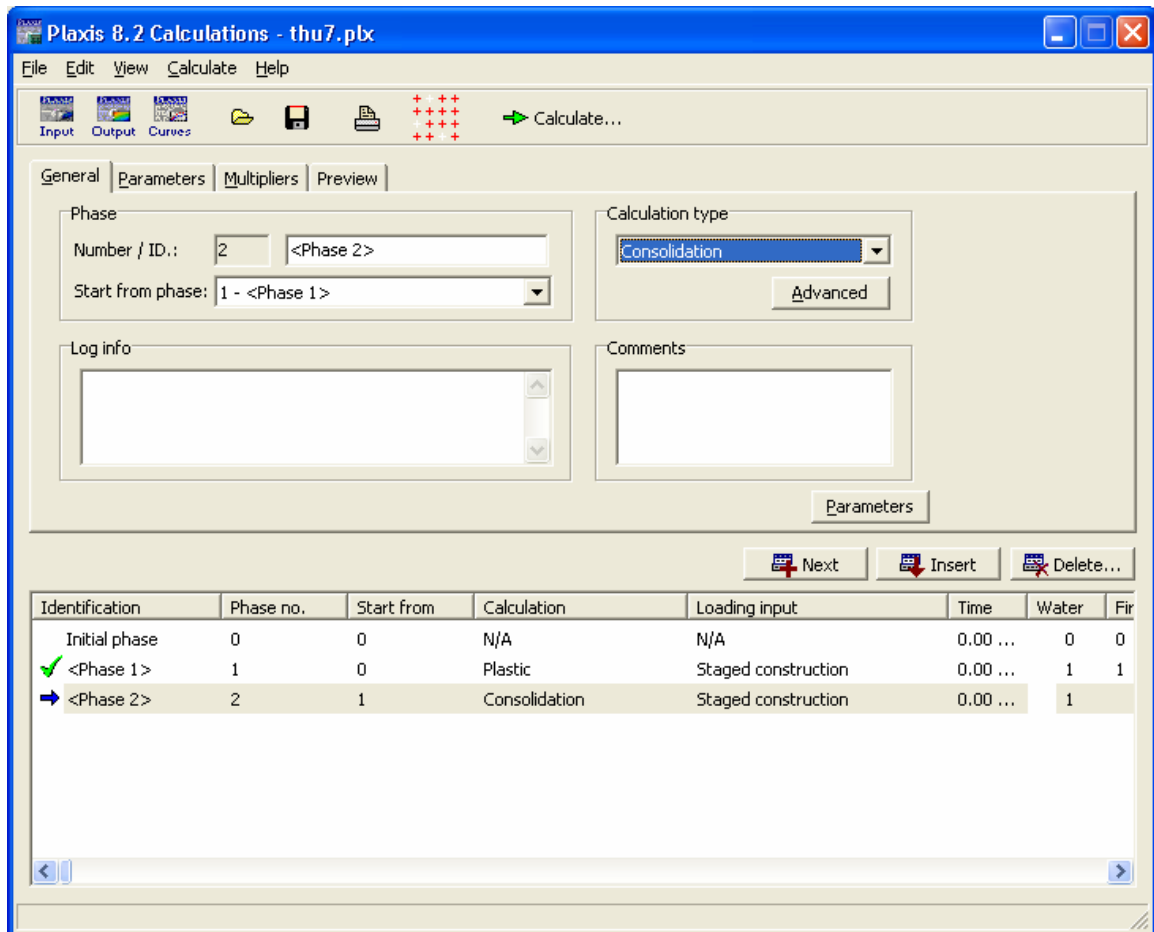 Plaxis 8.2 Calculations - thu7.plx
File Edit View Calculate Help
PLAXIS PLAXIS PLAXIS
Input Output Curves Calculate...
General Parameters Multipliers Preview
Phase Calculation type
Number / ID.: 2 <Phase 2> Consolidation
Start from phase: 1 - <Phase 1> Advanced
Log info Comments
Parameters
Next Insert Delete...
Identification Phase no. Start from Calculation Loading input Time Water Fir
Initial phase 0 0 N/A N/A 0.00 ... 0 0
<Phase 1> 1 0 Plastic Staged construction 0.00 ... 1 1
<Phase 2> 2 1 Consolidation Staged construction 0.00 ... 1